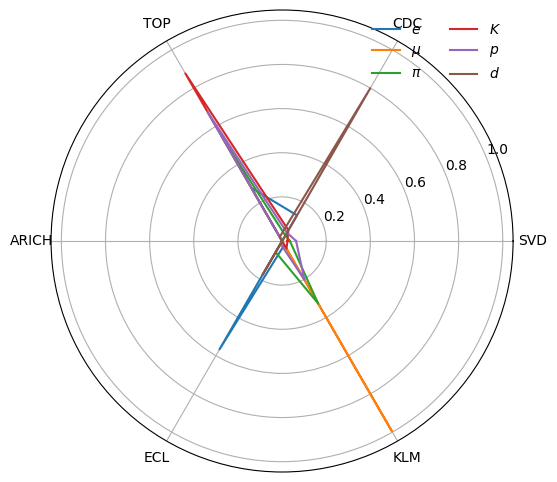 TOP
CDC
e K
μ p
π d
1.0
0.8
0.6
0.4
0.2
ARICH
SVD
ECL
KLM